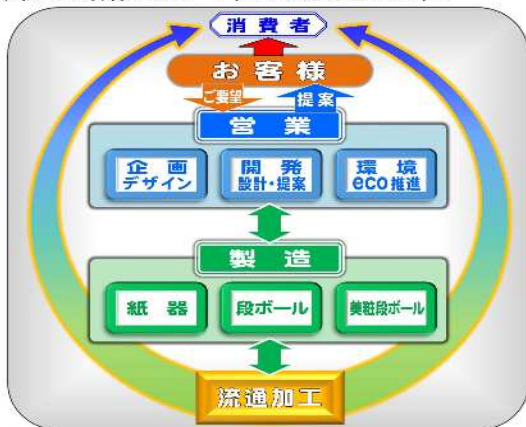 消費者
お客様
ご要望
提案
営業
企画
デザイン
開発
設計・提案
環境
eco推進
製造
紙器
段ボール
美粧段ボール
流通加工